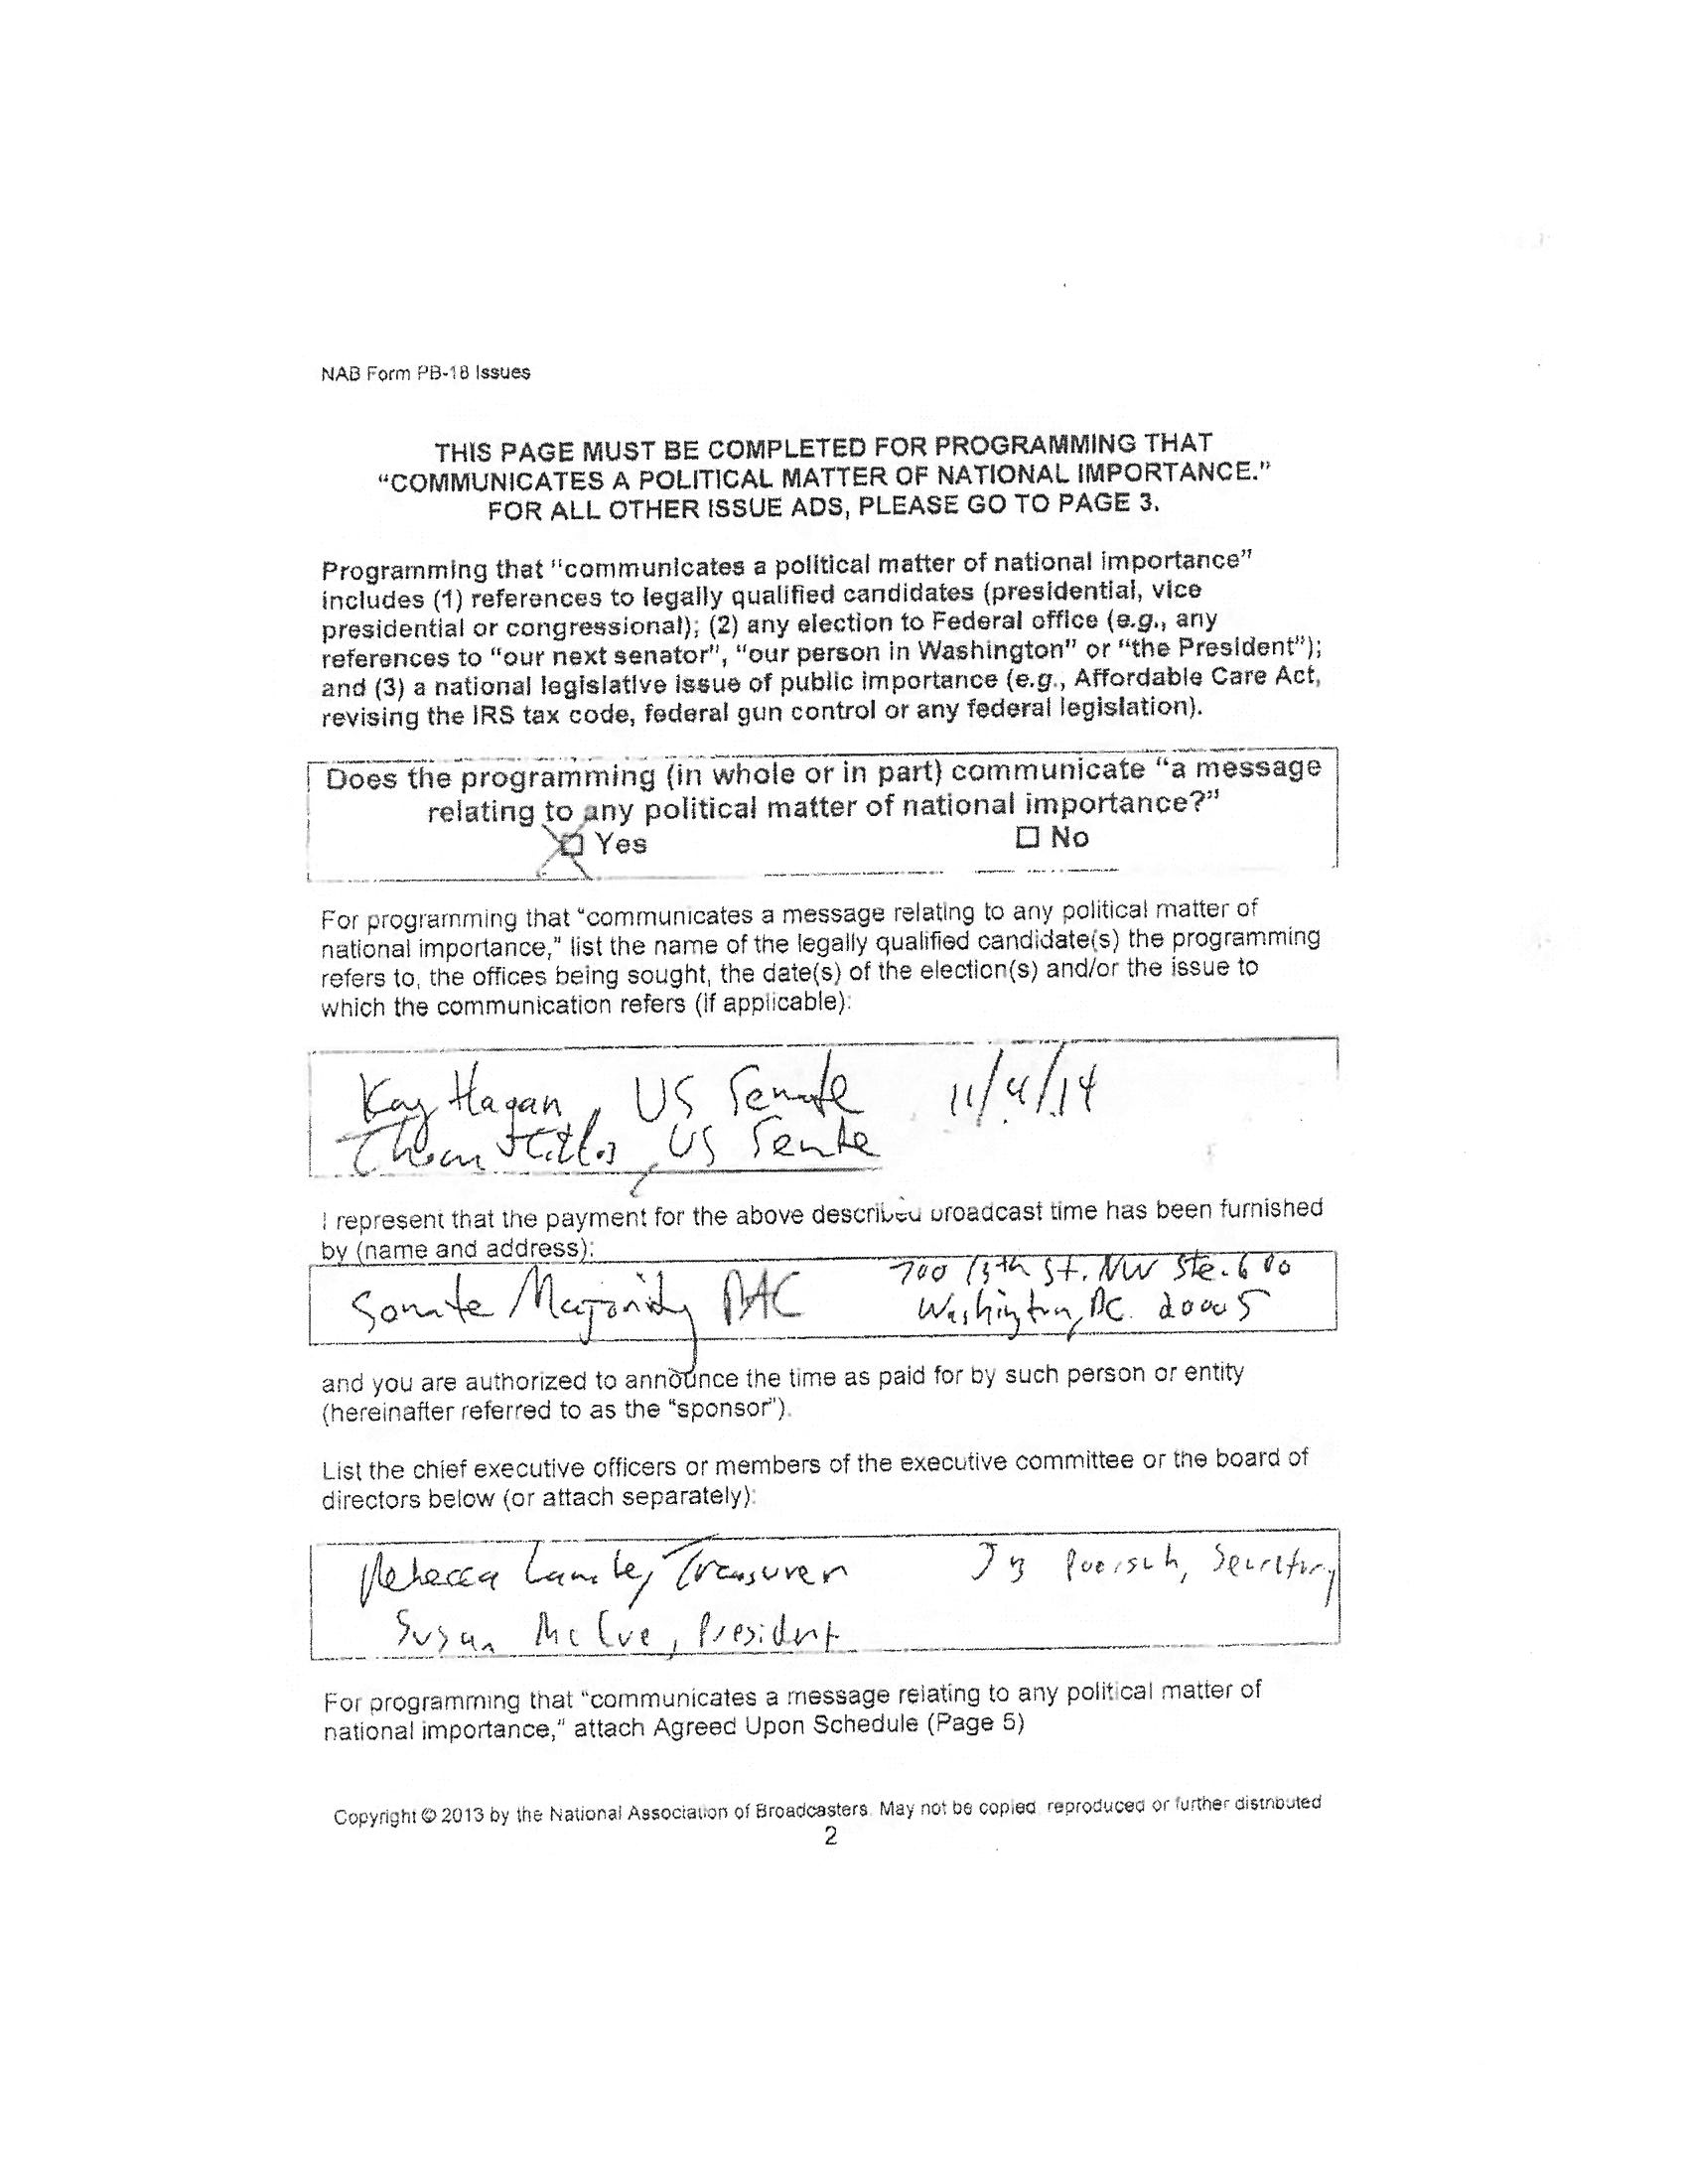 NAB Form PB-18 Issues
THIS PAGE MUST BE COMPLETED FOR PROGRAMMING THAT
“COMMUNICATES A POLITICAL MATTER OF NATIONAL IMPORTANCE.”
FOR ALL OTHER ISSUE ADS, PLEASE GO TO PAGE 3.
Programming that “communicates a political matter of national importance”
includes (1) references to legally qualified candidates (presidential, vice
presidential or congressional); (2) any election to Federal office (e.g., any
references to “our next senator”, “our person in Washington” or “the President”);
and (3) a national legislative issue of public importance (e.g., Affordable Care Act,
revising the IRS tax code, federal gun control or any federal legislation).
Does the programming (in whole or in part) communicate “a message
relating to any political matter of national importance?”
Yes No
For programming that “communicates a message relating to any political matter of
national importance,” list the name of the legally qualified candidate(s) the programming
refers to, the offices being sought, the date(s) of the election(s) and/or the issue to
which the communication refers (if applicable):
Kay Hagan, US Senate 11/4/14
Thom Tillis, US Senate
I represent that the payment for the above described broadcast time has been furnished
by (name and address):
Senate Majority PAC 700 13th St. NW Ste. 600
Washington, DC. 20005
and you are authorized to announce the time as paid for by such person or entity
(hereinafter referred to as the “sponsor”).
List the chief executive officers or members of the executive committee or the board of
directors below (or attach separately):
Rebecca Lambe, Treasurer Poersch, Secretary
Susan McCue, President
For programming that “communicates a message relating to any political matter of
national importance,” attach Agreed Upon Schedule (Page 5)
Copyright © 2013 by the National Association of Broadcasters. May not be copied, reproduced or further distributed
2